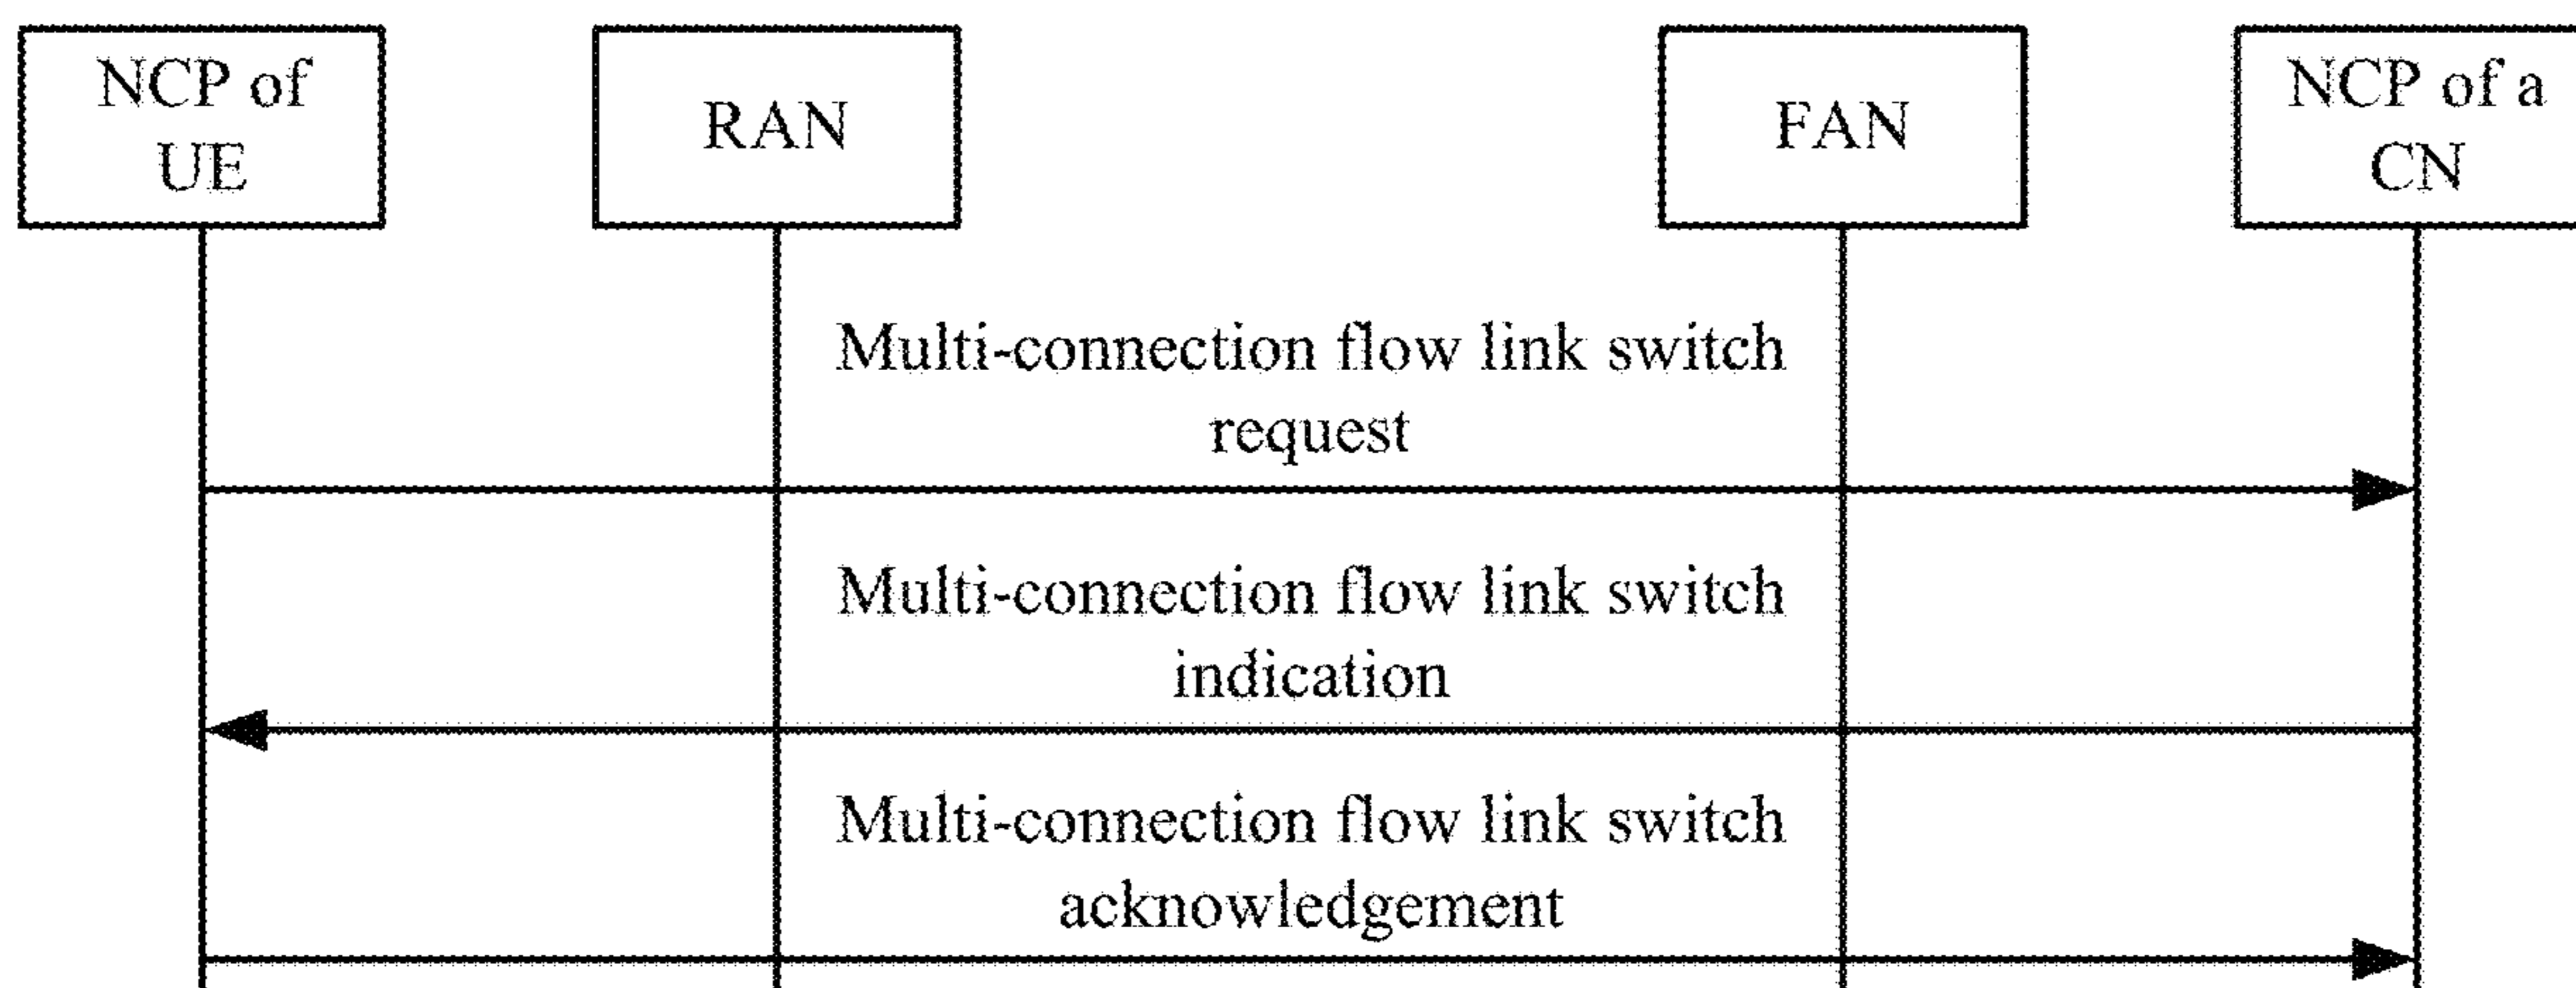 NCP of
UE
RAN
FAN
NCP of a
CN
Multi-connection flow link switch
request
Multi-connection flow link switch
indication
Multi-connection flow link switch
acknowledgement